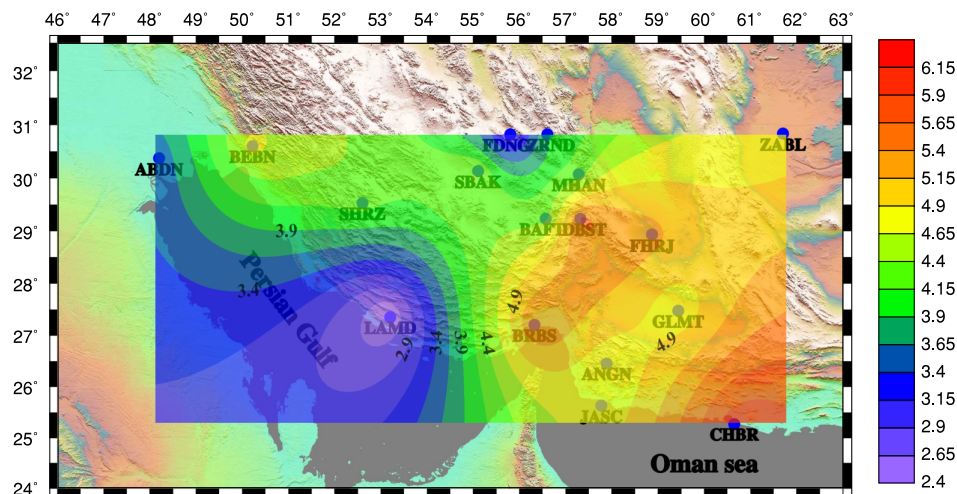 46° 47° 48° 49° 50° 51° 52° 53° 54° 55° 56° 57° 58° 59° 60° 61° 62° 63°
32°
31°
30°
29°
28°
27°
26°
25°
24°
FDNG ZRND
ZABL
BEBN
ABDN
SBAK
MHAN
SHRZ
BAFT DBST
3.9
FHRJ
Persian Gulf
3.4
4.9
LAMD
BRBS
GLMT
2.9
3.4
3.9
4.4
4.9
ANGN
JASC
CHBR
Oman sea
6.15
5.9
5.65
5.4
5.15
4.9
4.65
4.4
4.15
3.9
3.65
3.4
3.15
2.9
2.65
2.4